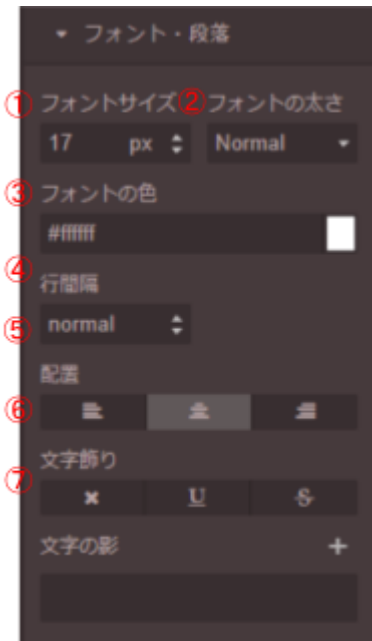 フォント・段落
① フォントサイズ ② フォントの太さ
17 px Normal
③ フォントの色
#ffffff
④
行間隔
⑤ normal
配置
⑥
文字飾り
⑦ U S
文字の影 +